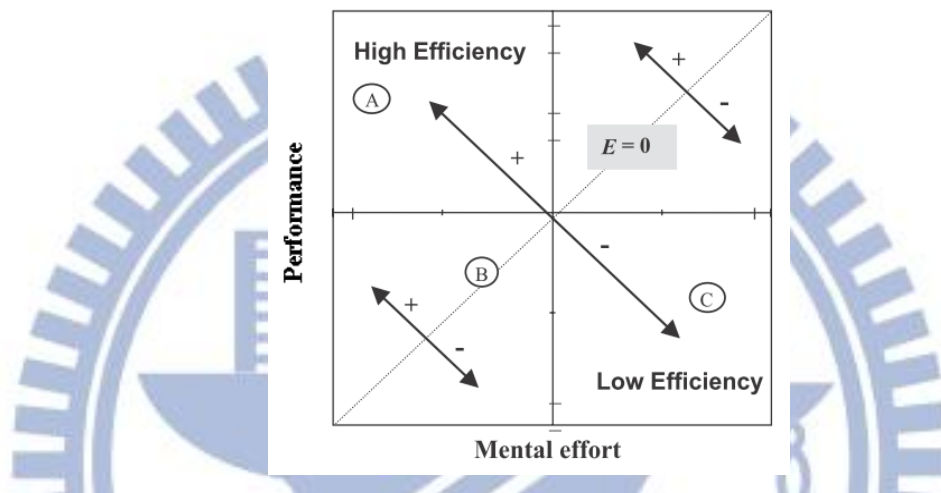 High Efficiency
+
-
A
E = 0
+
Performance
-
B
C
+
-
Low Efficiency
Mental effort